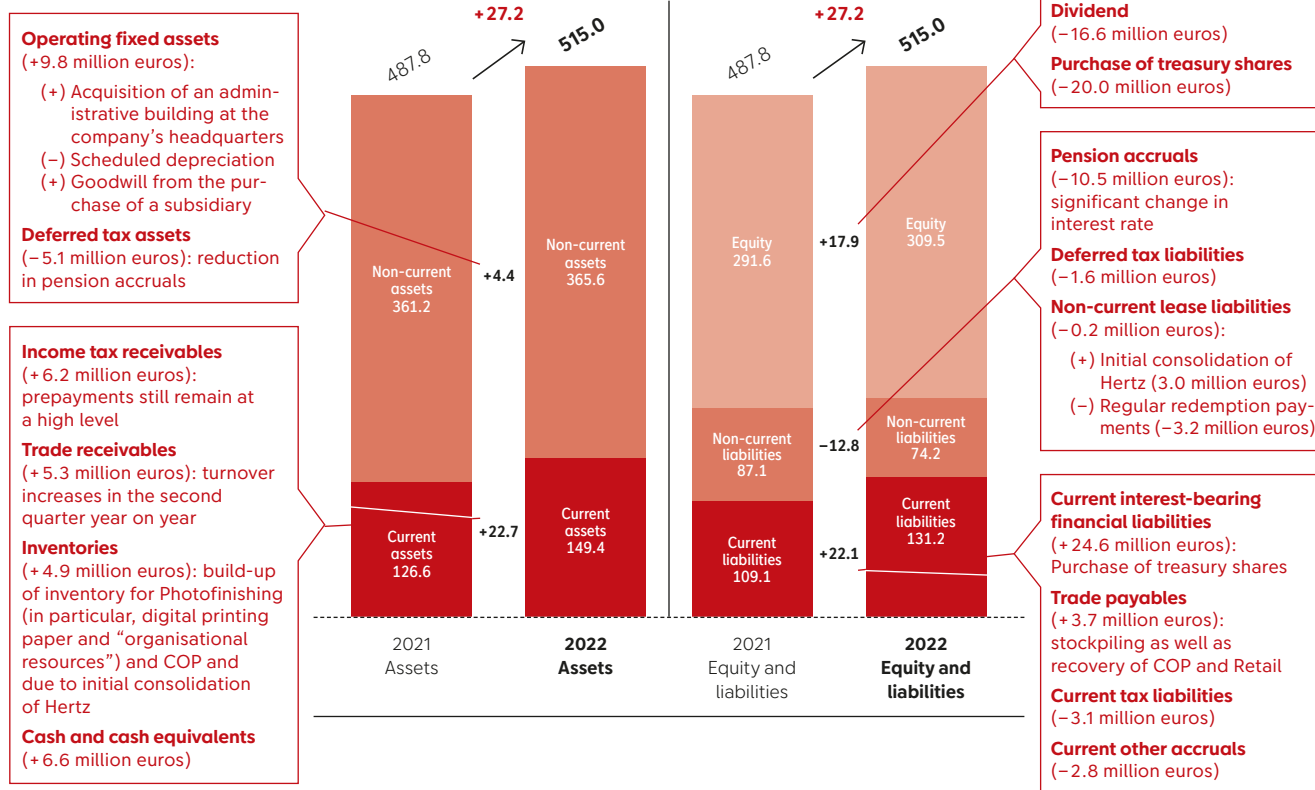 Operating fixed assets
(+9.8 million euros):
(+) Acquisition of an admin-
istrative building at the
company's headquarters
(−) Scheduled depreciation
(+) Goodwill from the pur-
chase of a subsidiary
Deferred tax assets
(−5.1 million euros): reduction
in pension accruals
Income tax receivables
(+6.2 million euros):
prepayments still remain at
a high level
Trade receivables
(+5.3 million euros): turnover
increases in the second
quarter year on year
Inventories
(+4.9 million euros): build-up
of inventory for Photofinishing
(in particular, digital printing
paper and “organisational
resources”) and COP and
due to initial consolidation
of Hertz
Cash and cash equivalents
(+6.6 million euros)
+27.2
487.8
515.0
Non-current
assets
361.2
+4.4
Non-current
assets
365.6
Current
assets
126.6
+22.7
Current
assets
149.4
2021
Assets
2022
Assets
+27.2
487.8
515.0
Equity
291.6
+17.9
Equity
309.5
Non-current
liabilities
87.1
−12.8
Non-current
liabilities
74.2
Current
liabilities
109.1
+22.1
Current
liabilities
131.2
2021
Equity and
liabilities
2022
Equity and
liabilities
Dividend
(−16.6 million euros)
Purchase of treasury shares
(−20.0 million euros)
Pension accruals
(−10.5 million euros):
significant change in
interest rate
Deferred tax liabilities
(−1.6 million euros)
Non-current lease liabilities
(−0.2 million euros):
(+) Initial consolidation of
Hertz (3.0 million euros)
(−) Regular redemption pay-
ments (−3.2 million euros)
Current interest-bearing
financial liabilities
(+24.6 million euros):
Purchase of treasury shares
Trade payables
(+3.7 million euros):
stockpiling as well as
recovery of COP and Retail
Current tax liabilities
(−3.1 million euros)
Current other accruals
(−2.8 million euros)